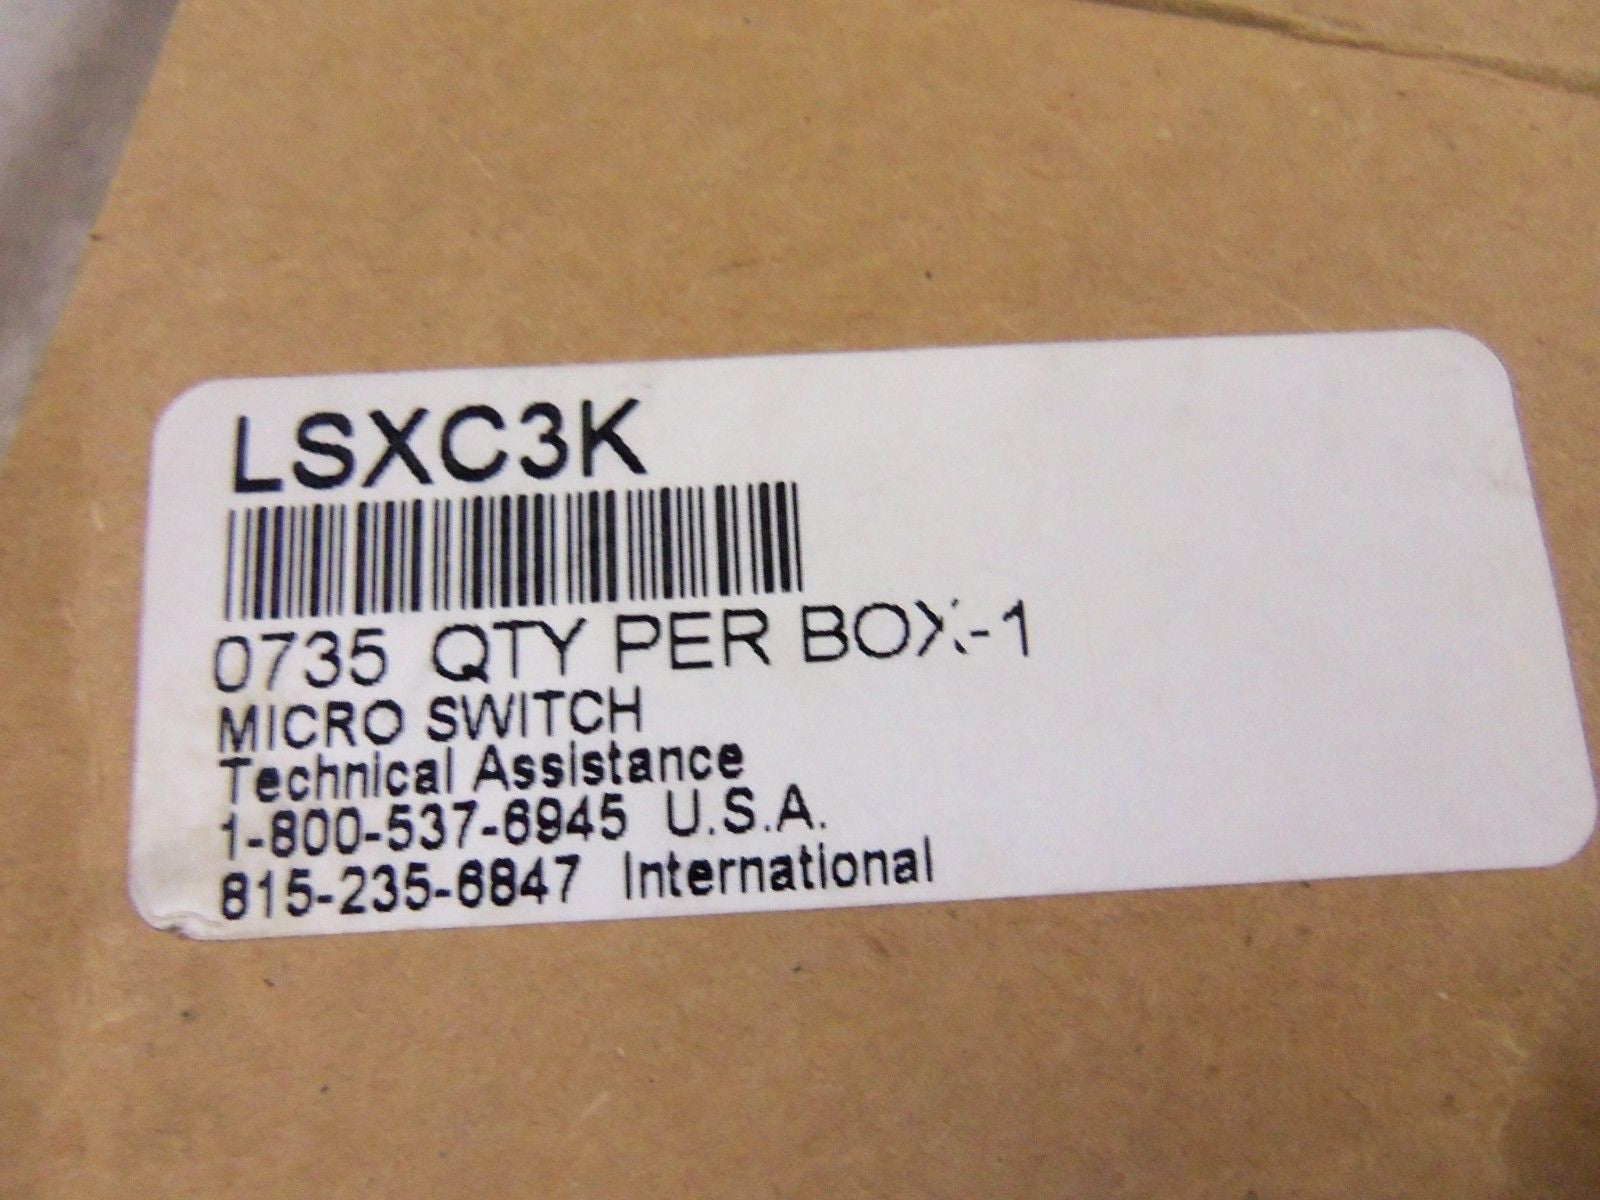 LSXC3K
0735 QTY PER BOX-1
MICRO SWITCH
Technical Assistance
1-800-537-6945 U.S.A.
815-235-6847 International